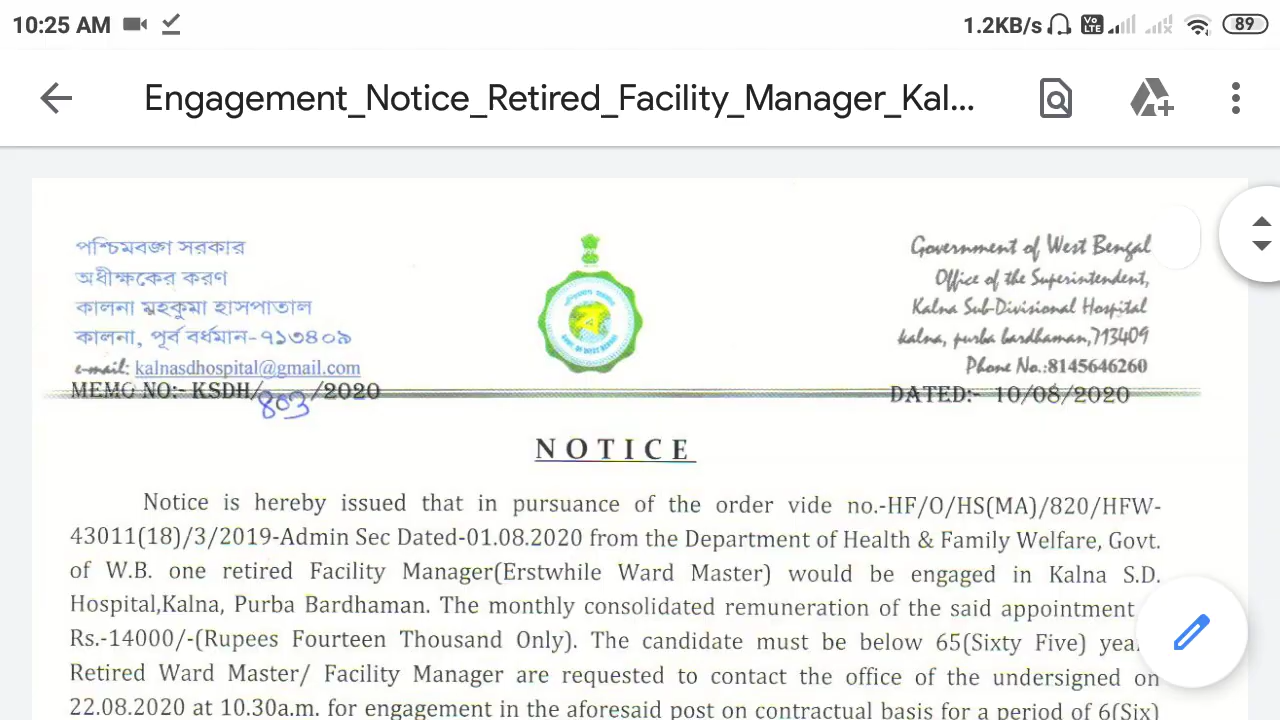 10:25 AM
1.2KB/s
Vo LTE
89
Engagement_Notice_Retired_Facility_Manager_Kal...
পশ্চিমবঙ্গ সরকার
অধীক্ষকের করণ
কালনা মুহকুমা হাসপাতাল
কালনা, পূর্ব বর্ধমান-৭১৩৪০৯
e-mail: kalnasdhospital@gmail.com
MEMO NO:- KSDH/803/2020
Government of West Bengal
Office of the Superintendent,
Kalna Sub-Divisional Hospital
kalna, purba bardhaman,713409
Phone No.:8145646260
DATED:- 10/08/2020
NOTICE
Notice is hereby issued that in pursuance of the order vide no.-HF/O/HS(MA)/820/HFW-
43011(18)/3/2019-Admin Sec Dated-01.08.2020 from the Department of Health & Family Welfare, Govt.
of W.B. one retired Facility Manager(Erstwhile Ward Master) would be engaged in Kalna S.D.
Hospital,Kalna, Purba Bardhaman. The monthly consolidated remuneration of the said appointment
Rs.-14000/-(Rupees Fourteen Thousand Only). The candidate must be below 65(Sixty Five)
Retired Ward Master/ Facility Manager are requested to contact the office of the undersigned on
22.08.2020 at 10.30a.m. for engagement in the aforesaid post on contractual basis for a period of 6(Six)